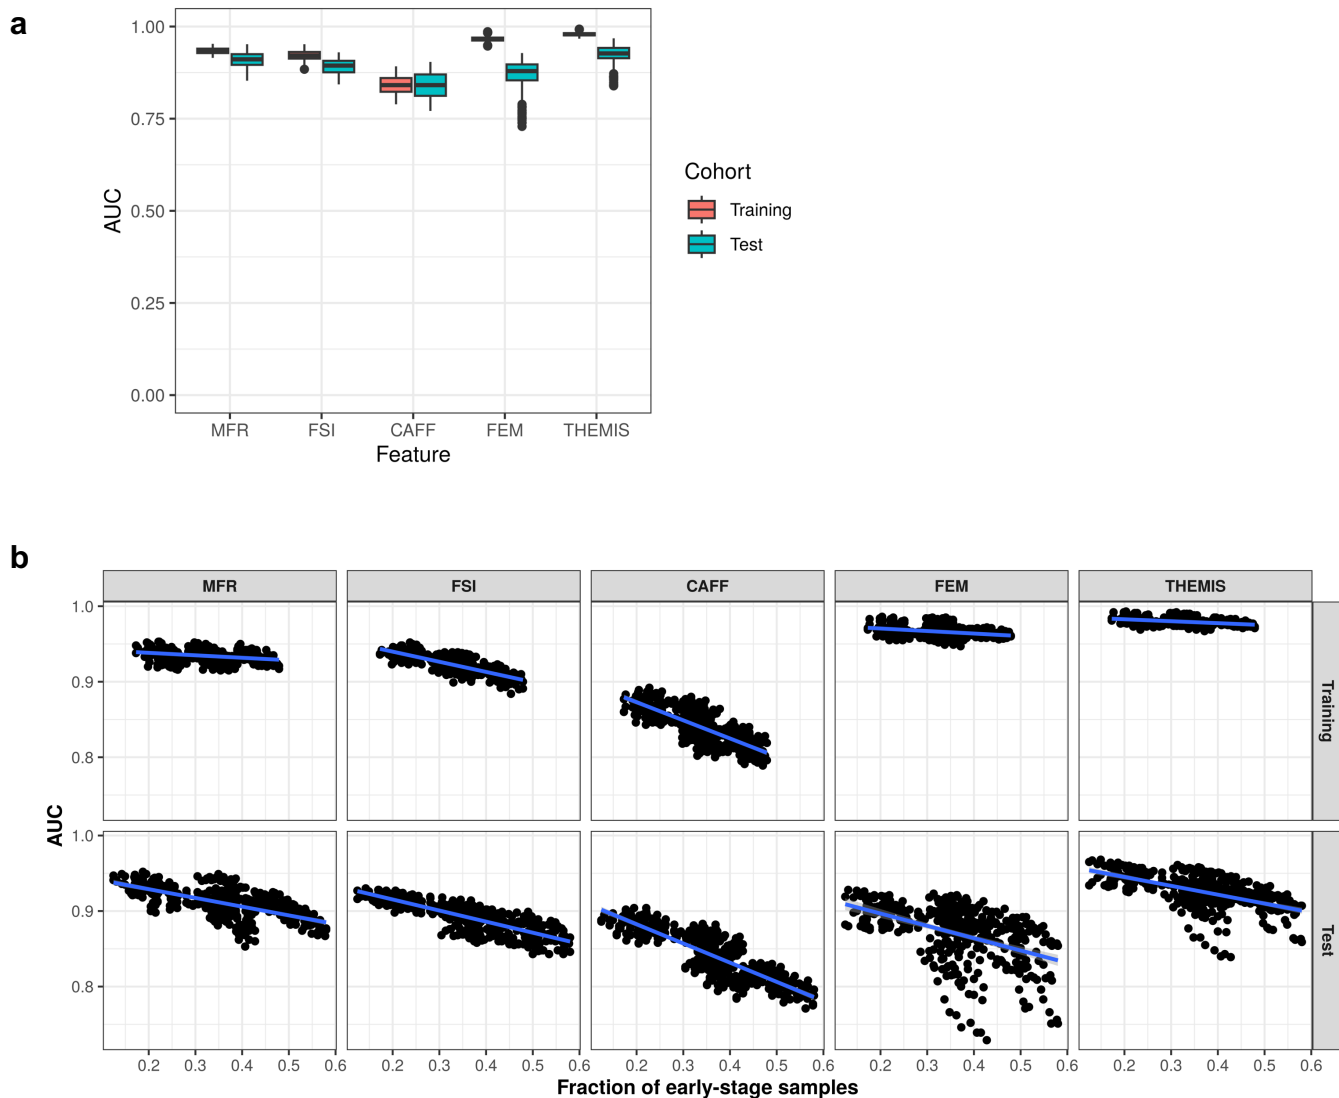 a
1.00
0.75
0.50
0.25
0.00
AUC
MFR FSI CAFF FEM THEMIS
Feature
Cohort
Training
Test
b
MFR FSI CAFF FEM THEMIS
1.0
0.9
0.8
Training
AUC
1.0
0.9
0.8
Test
0.2 0.3 0.4 0.5 0.6 0.2 0.3 0.4 0.5 0.6 0.2 0.3 0.4 0.5 0.6 0.2 0.3 0.4 0.5 0.6 0.2 0.3 0.4 0.5 0.6
Fraction of early-stage samples